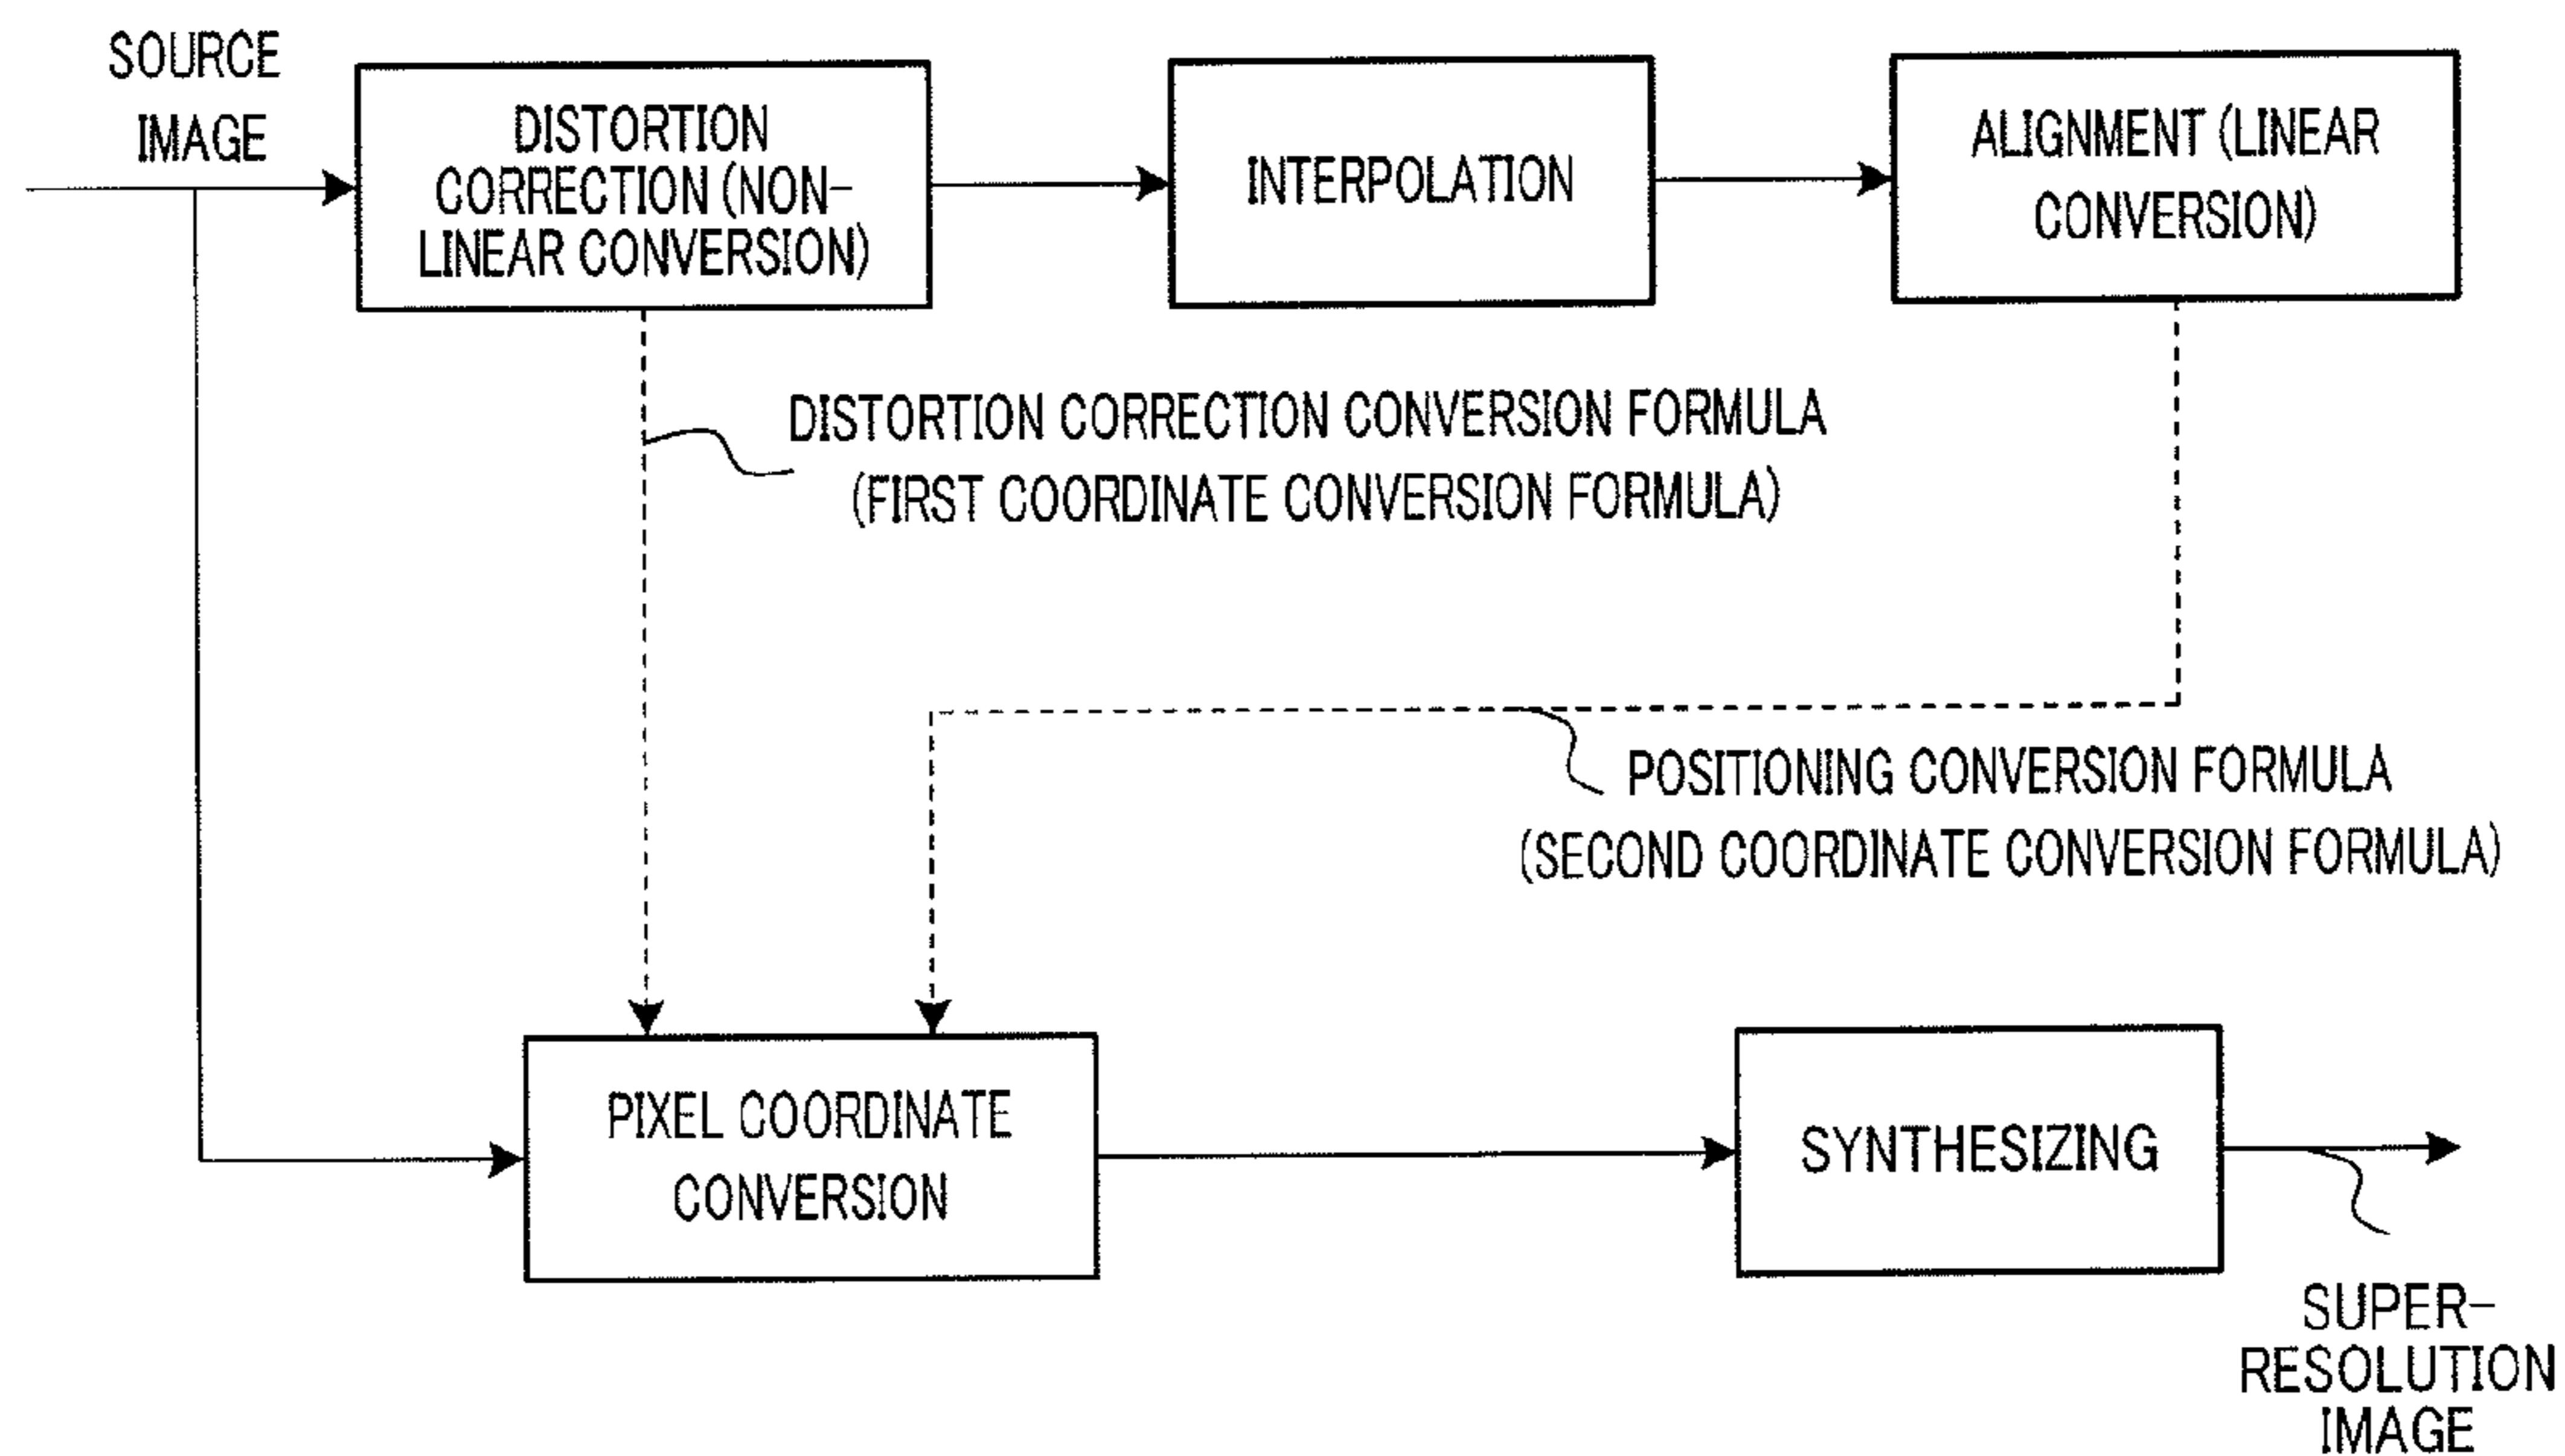 SOURCE
IMAGE
DISTORTION
CORRECTION (NON-
LINEAR CONVERSION)
INTERPOLATION
ALIGNMENT (LINEAR
CONVERSION)
DISTORTION CORRECTION CONVERSION FORMULA
(FIRST COORDINATE CONVERSION FORMULA)
POSITIONING CONVERSION FORMULA
(SECOND COORDINATE CONVERSION FORMULA)
PIXEL COORDINATE
CONVERSION
SYNTHESIZING
SUPER-
RESOLUTION
IMAGE